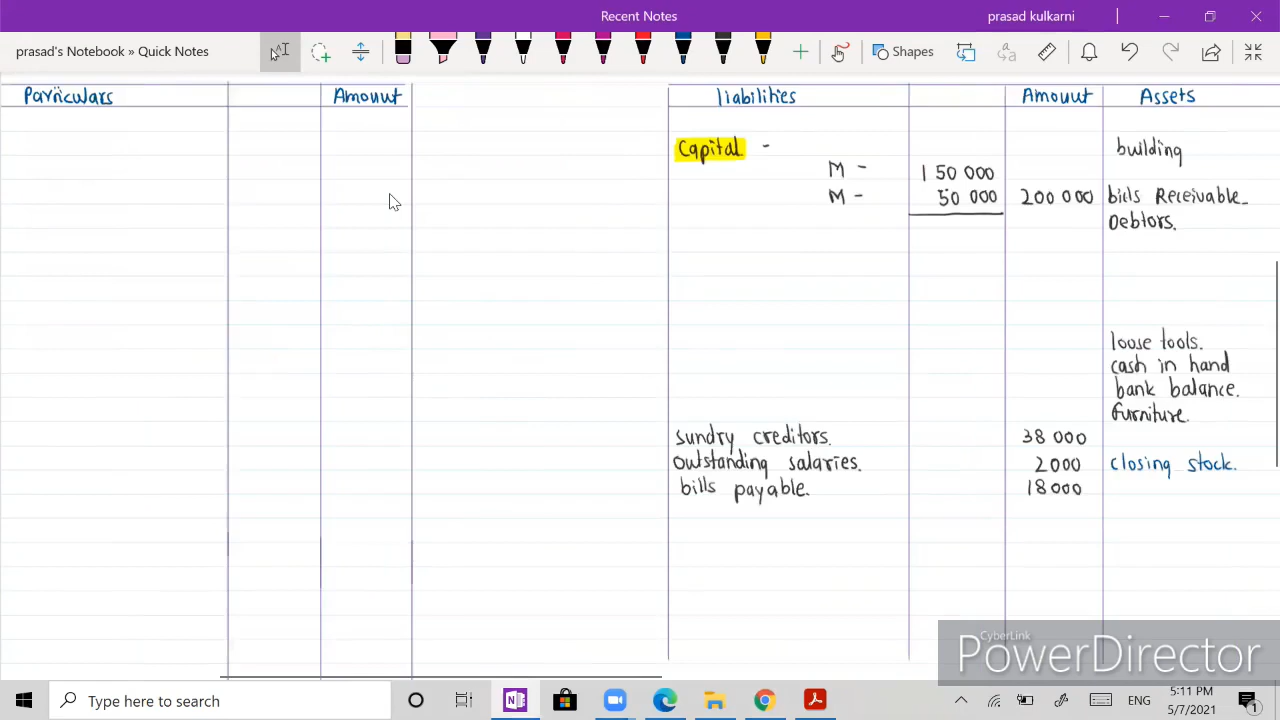 Recent Notes
prasad kulkarni
prasad's Notebook » Quick Notes
Shapes
Particulars Amount liabilities Amount Assets
Capital - building
M - 150 000
M - 50 000 200 000 bills Receivable
Debtors.
loose tools.
cash in hand
bank balance.
furniture.
sundry creditors. 38 000
outstanding salaries. 2000 closing stock.
bills payable. 18 000
CyberLink
PowerDirector
Type here to search
ENG
5:11 PM
5/7/2021
1